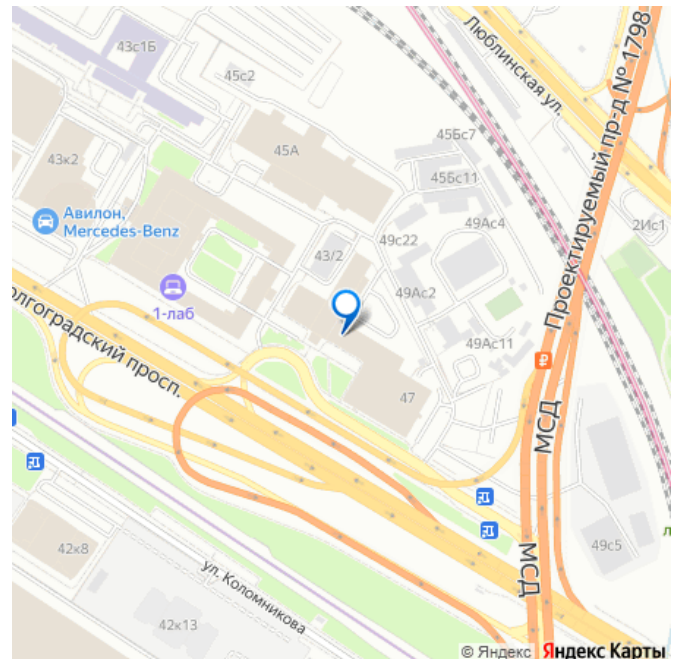 43с1Б
45с2
Люблинская ул.
Проектируемый пр-д № 1798
45Бс7
45А
43к2
45Бс11
49Ас4
2Ис1
Авилон,
Mercedes-Benz
49с22
43/2
1-лаб
49Ас2
олгоградский просп.
49Ас11
₽
47
МСД
42к8
49с5
л
МСД
ул. Коломникова
42к13
© Яндекс Яндекс Карты